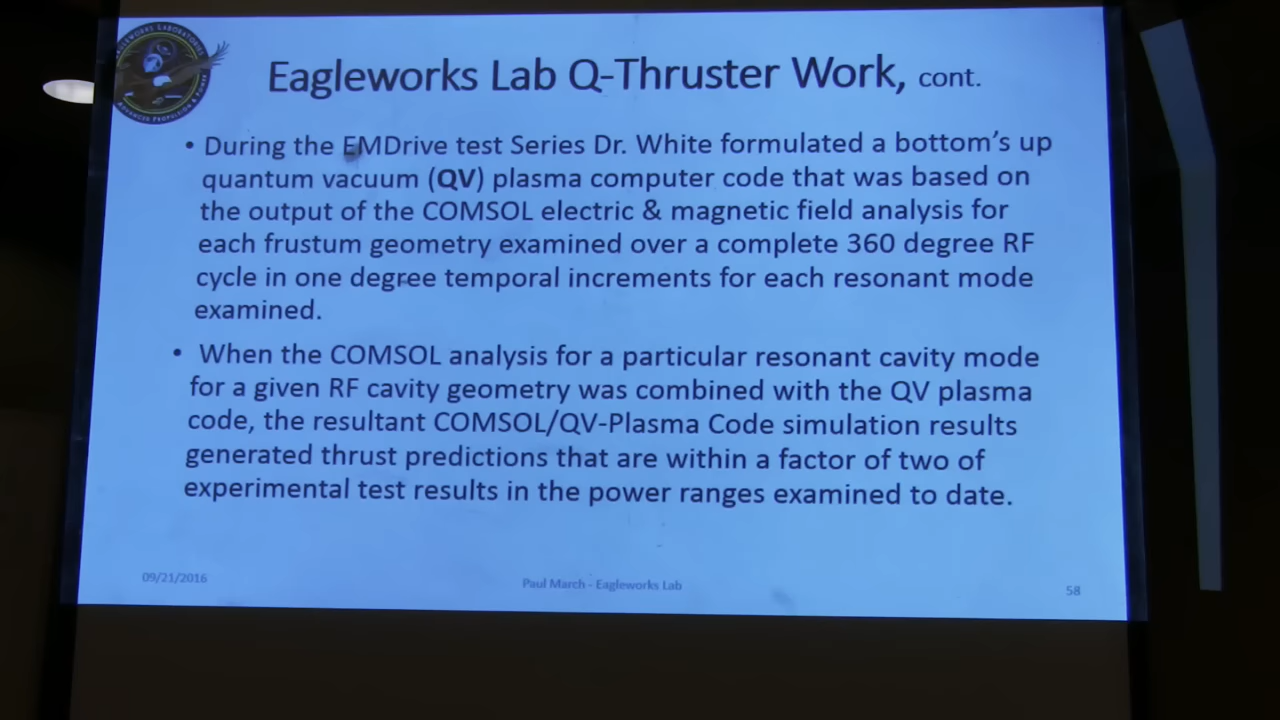 EAGLEWORKS LABORATORIES
ADVANCED PROPULSION & POWER
Eagleworks Lab Q-Thruster Work, cont.
• During the EMDrive test Series Dr. White formulated a bottom's up
quantum vacuum (QV) plasma computer code that was based on
the output of the COMSOL electric & magnetic field analysis for
each frustum geometry examined over a complete 360 degree RF
cycle in one degree temporal increments for each resonant mode
examined.
• When the COMSOL analysis for a particular resonant cavity mode
for a given RF cavity geometry was combined with the QV plasma
code, the resultant COMSOL/QV-Plasma Code simulation results
generated thrust predictions that are within a factor of two of
experimental test results in the power ranges examined to date.
09/21/2016
Paul March - Eagleworks Lab
58